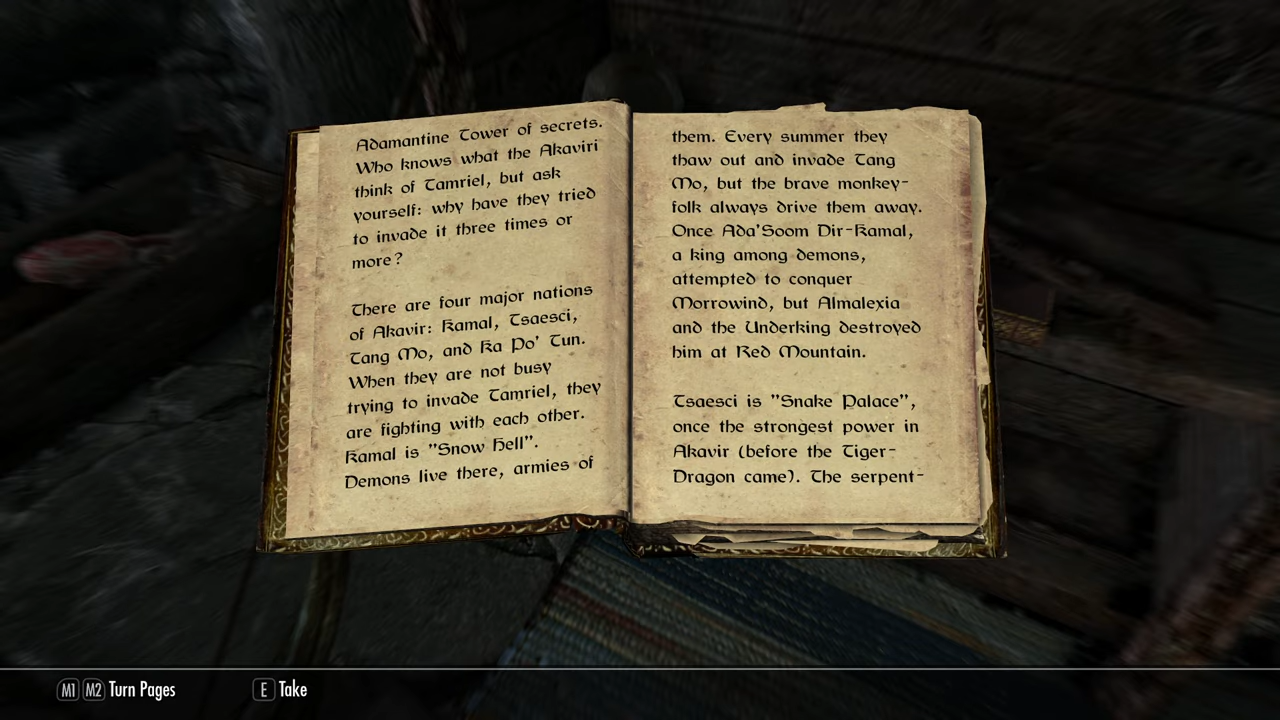 Adamantine Tower of secrets.
Who knows what the Akaviri
think of Tamriel, but ask
yourself: why have they tried
to invade it three times or
more?
There are four major nations
of Akavir: Kamal, Tsaesci,
Tang Mo, and Ka Po' Tun.
When they are not busy
trying to invade Tamriel, they
are fighting with each other.
Kamal is "Snow Hell".
Demons live there, armies of
them. Every summer they
thaw out and invade Tang
Mo, but the brave monkey-
folk always drive them away.
Once Ada'Soom Dir-Kamal,
a king among demons,
attempted to conquer
Morrowind, but Almalexia
and the Underking destroyed
him at Red Mountain.
Tsaesci is "Snake Palace",
once the strongest power in
Akavir (before the Tiger-
Dragon came). The serpent-
M1 M2 Turn Pages
E Take